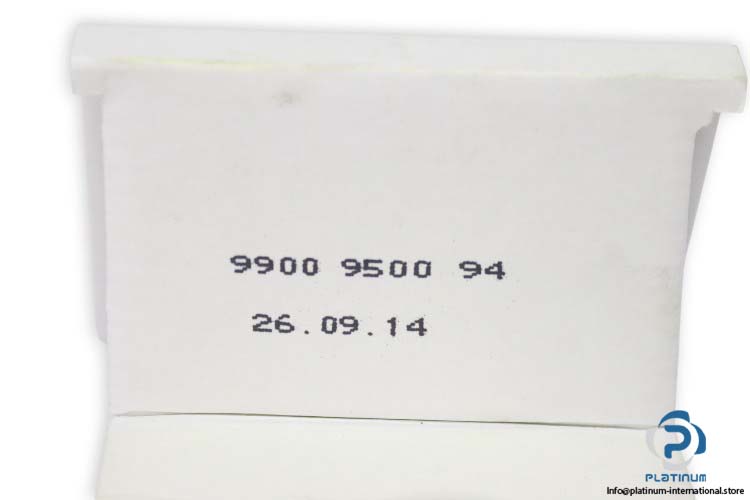 9900 9500 94
26.09.14
PLATINUM
Info@platinum-international.store